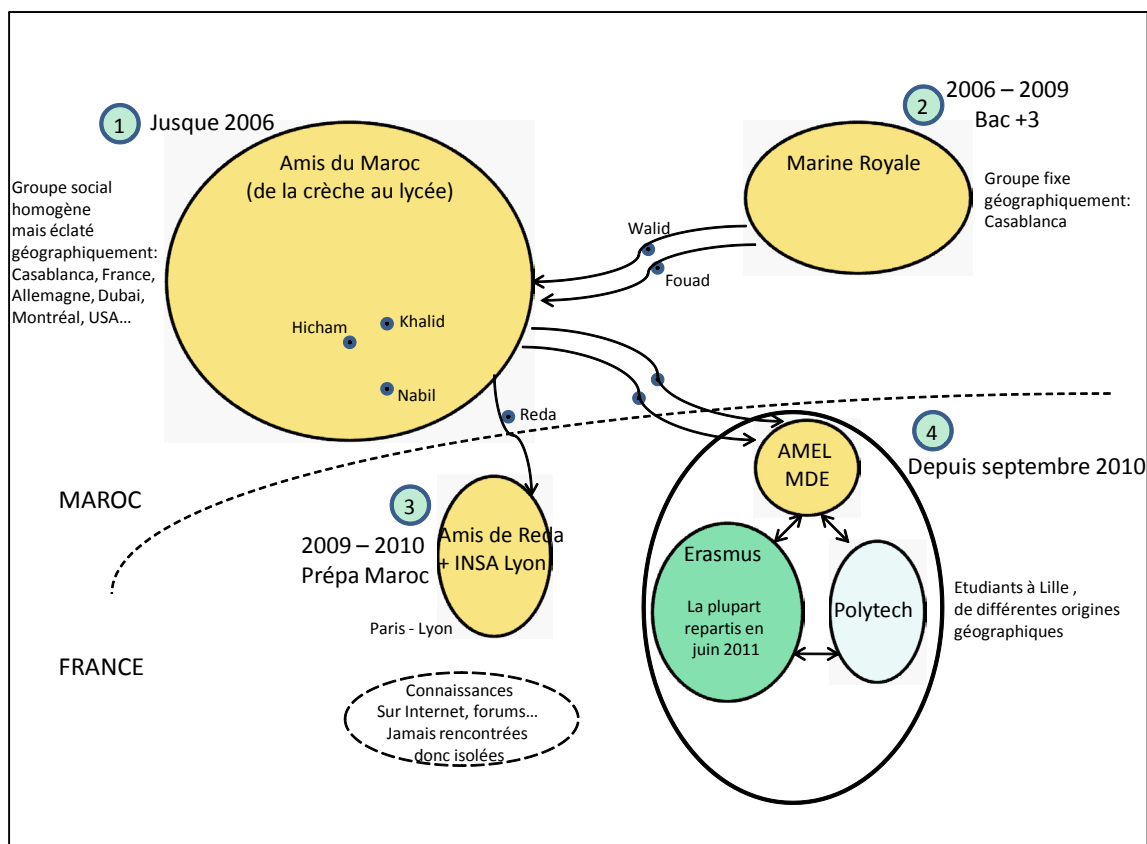 1
Jusque 2006
Amis du Maroc
(de la crèche au lycée)
Groupe social
homogène
mais éclaté
géographiquement:
Casablanca, France,
Allemagne, Dubai,
Montréal, USA…
Hicham
Khalid
Nabil
2
2006 – 2009
Bac +3
Marine Royale
Groupe fixe
géographiquement:
Casablanca
Walid
Fouad
Reda
MAROC
FRANCE
3
2009 – 2010
Prépa Maroc
Amis de Reda
+ INSA Lyon
Paris - Lyon
Connaissances
Sur Internet, forums…
Jamais rencontrées
donc isolées
4
Depuis septembre 2010
AMEL
MDE
Erasmus
La plupart
repartis en
juin 2011
Polytech
Etudiants à Lille ,
de différentes origines
géographiques